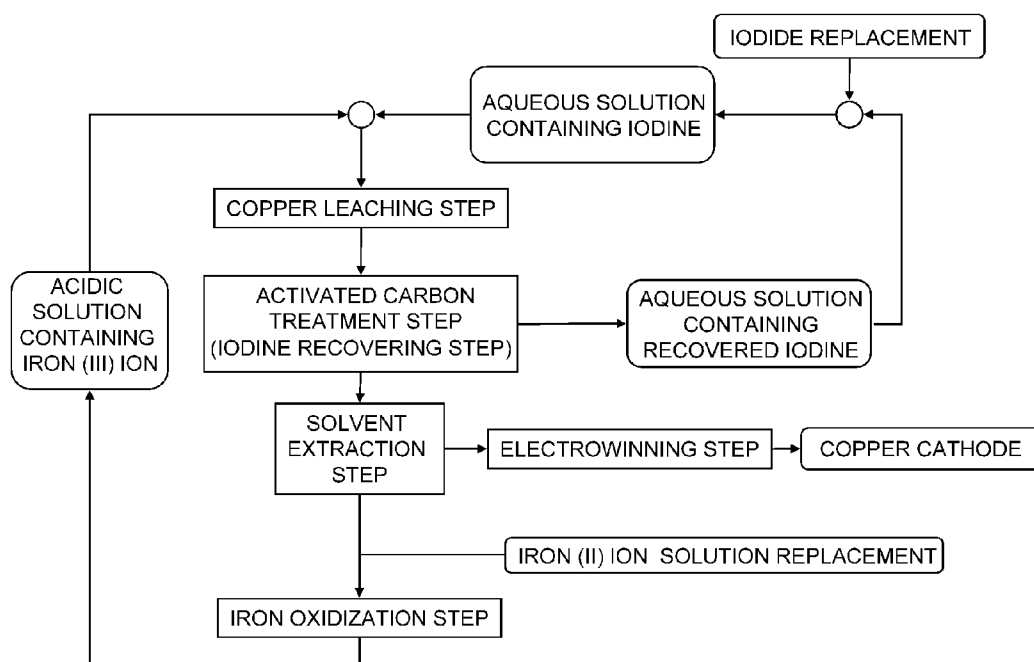 IODIDE REPLACEMENT
AQUEOUS SOLUTION
CONTAINING IODINE
COPPER LEACHING STEP
ACIDIC
SOLUTION
CONTAINING
IRON (III) ION
ACTIVATED CARBON
TREATMENT STEP
(IODINE RECOVERING STEP)
AQUEOUS SOLUTION
CONTAINING
RECOVERED IODINE
SOLVENT
EXTRACTION
STEP
ELECTROWINNING STEP
COPPER CATHODE
IRON (II) ION SOLUTION REPLACEMENT
IRON OXIDIZATION STEP